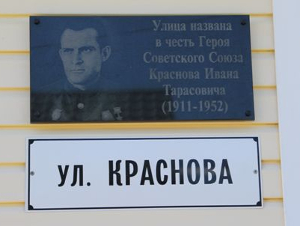 Улица названа
в честь Героя
Советского Союза
Краснова Ивана
Тарасовича
(1911-1952)
УЛ. КРАСНОВА